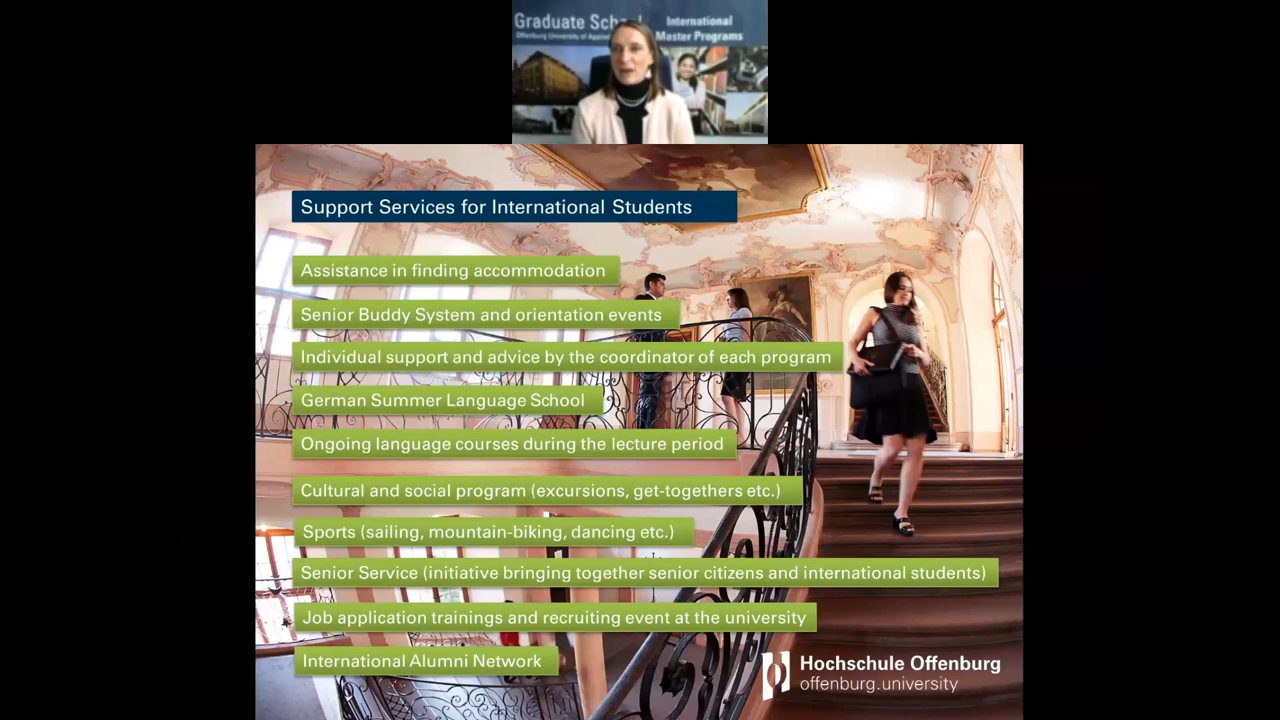 Graduate School
Offenburg University of Applied
International
Master Programs
Support Services for International Students
Assistance in finding accommodation
Senior Buddy System and orientation events
Individual support and advice by the coordinator of each program
German Summer Language School
Ongoing language courses during the lecture period
Cultural and social program (excursions, get-togethers etc.)
Sports (sailing, mountain-biking, dancing etc.)
Senior Service (initiative bringing together senior citizens and international students)
Job application trainings and recruiting event at the university
International Alumni Network
Hochschule Offenburg
offenburg.university